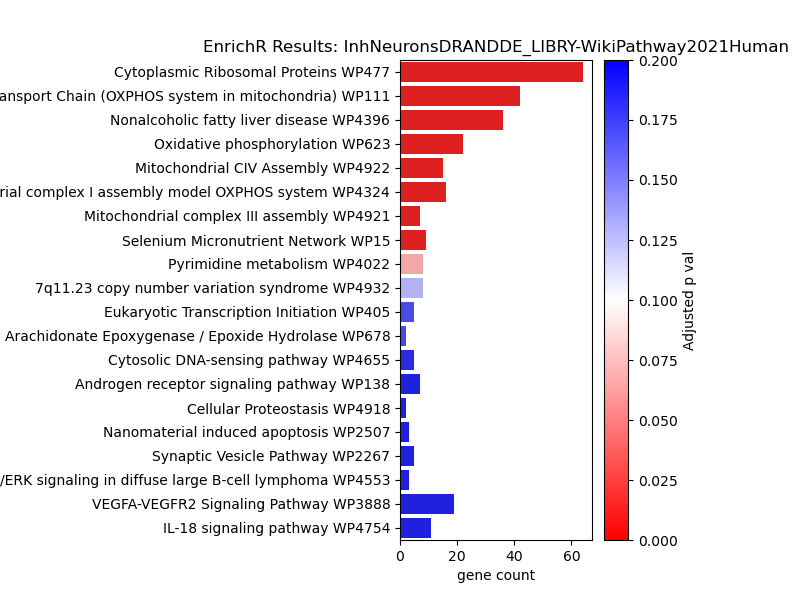 EnrichR Results: InhNeuronsDRANDDE_LIBRY-WikiPathway2021Human
Cytoplasmic Ribosomal Proteins WP477
Transport Chain (OXPHOS system in mitochondria) WP111
Nonalcoholic fatty liver disease WP4396
Oxidative phosphorylation WP623
Mitochondrial CIV Assembly WP4922
complex I assembly model OXPHOS system WP4324
Mitochondrial complex III assembly WP4921
Selenium Micronutrient Network WP15
Pyrimidine metabolism WP4022
7q11.23 copy number variation syndrome WP4932
Eukaryotic Transcription Initiation WP405
Arachidonate Epoxygenase / Epoxide Hydrolase WP678
Cytosolic DNA-sensing pathway WP4655
Androgen receptor signaling pathway WP138
Cellular Proteostasis WP4918
Nanomaterial induced apoptosis WP2507
Synaptic Vesicle Pathway WP2267
/ERK signaling in diffuse large B-cell lymphoma WP4553
VEGFA-VEGFR2 Signaling Pathway WP3888
IL-18 signaling pathway WP4754
0 20 40 60
gene count
0.200
0.175
0.150
0.125
0.100
0.075
0.050
0.025
0.000
Adjusted p val